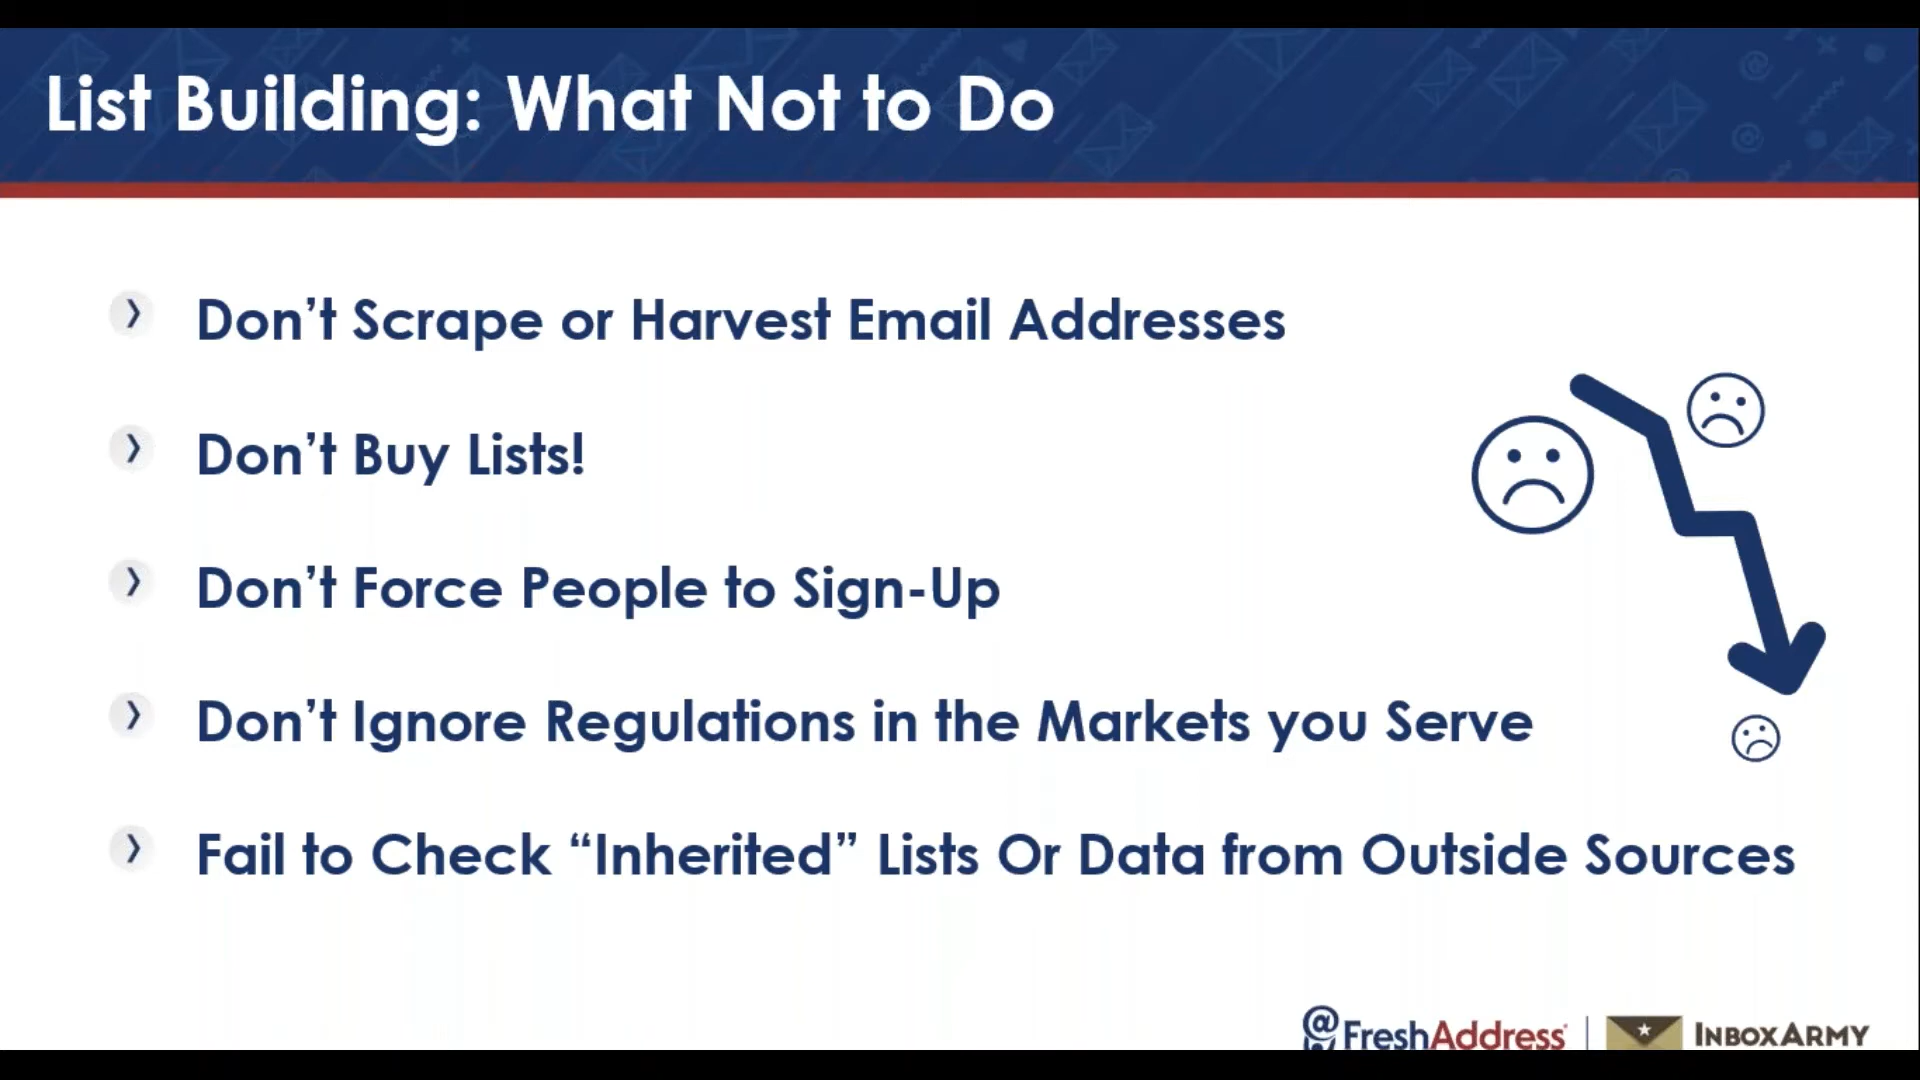 List Building: What Not to Do
Don’t Scrape or Harvest Email Addresses
Don’t Buy Lists!
Don’t Force People to Sign-Up
Don’t Ignore Regulations in the Markets you Serve
Fail to Check “Inherited” Lists Or Data from Outside Sources
FreshAddress | INBOXARMY